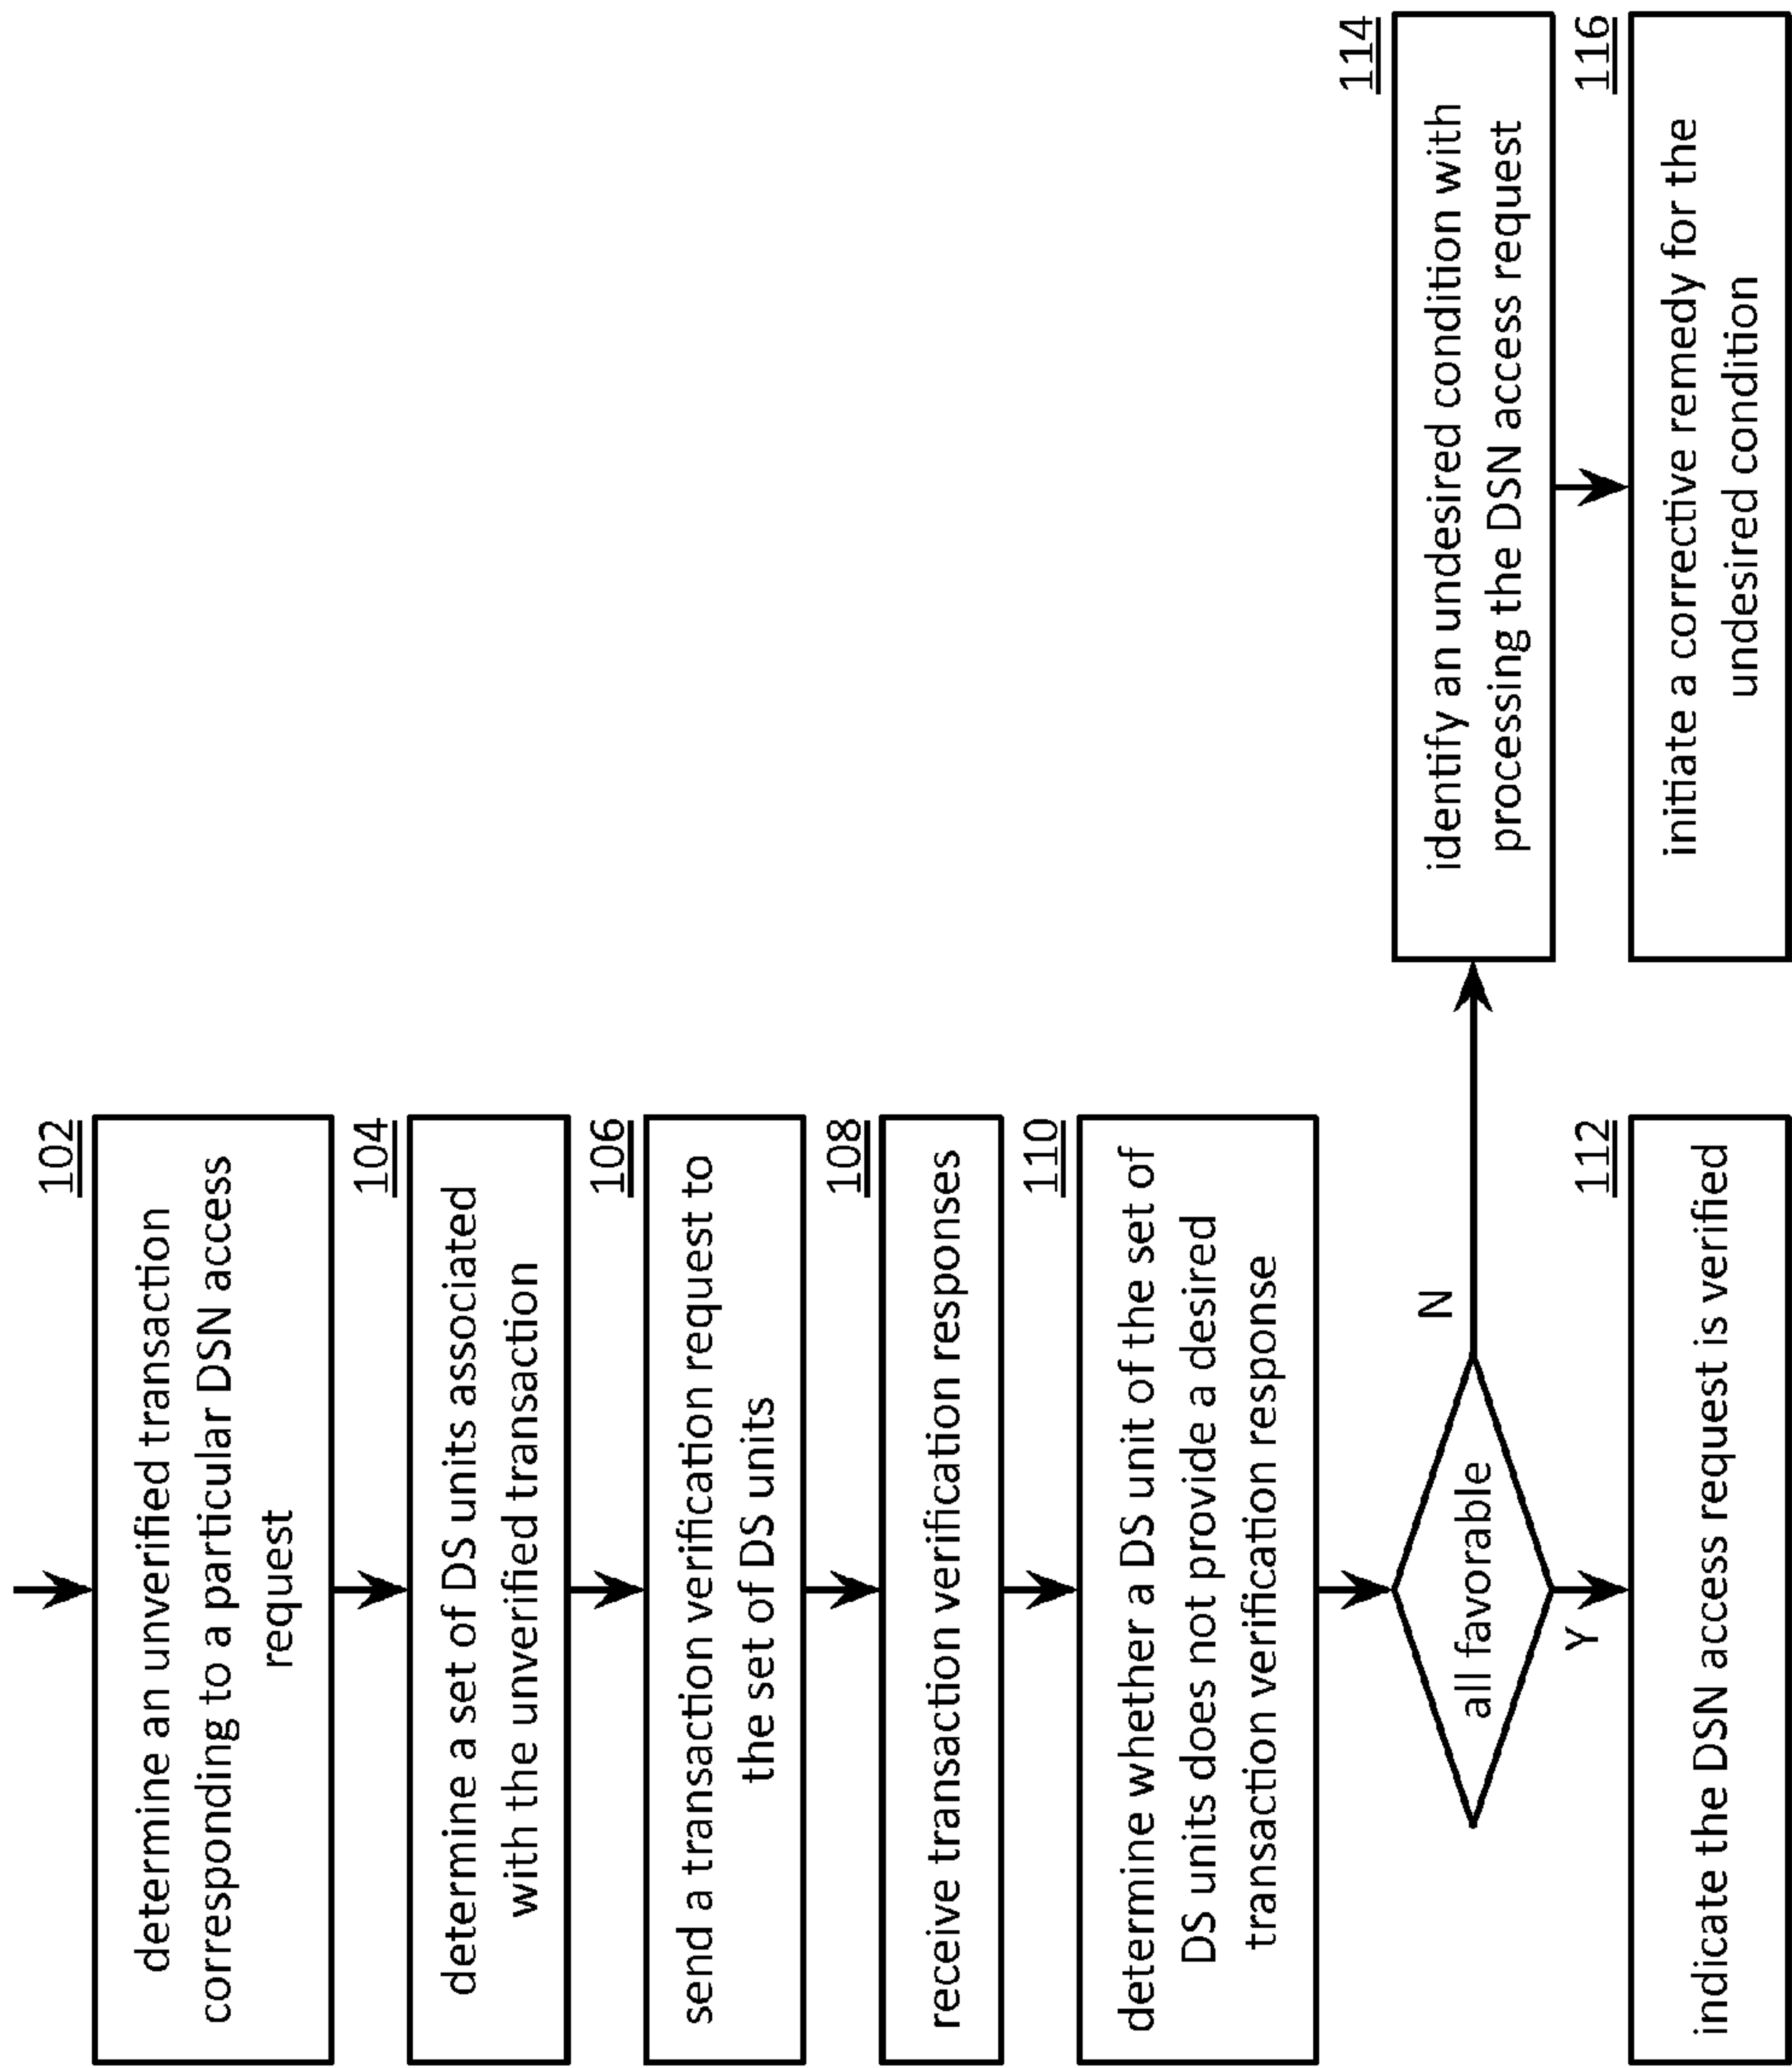 102
determine an unverified transaction
corresponding to a particular DSN access
request
104
determine a set of DS units associated
with the unverified transaction
106
send a transaction verification request to
the set of DS units
108
receive transaction verification responses
110
determine whether a DS unit of the set of
DS units does not provide a desired
transaction verification response
all favorable
N
Y
112
indicate the DSN access request is verified
114
identify an undesired condition with
processing the DSN access request
116
initiate a corrective remedy for the
undesired condition